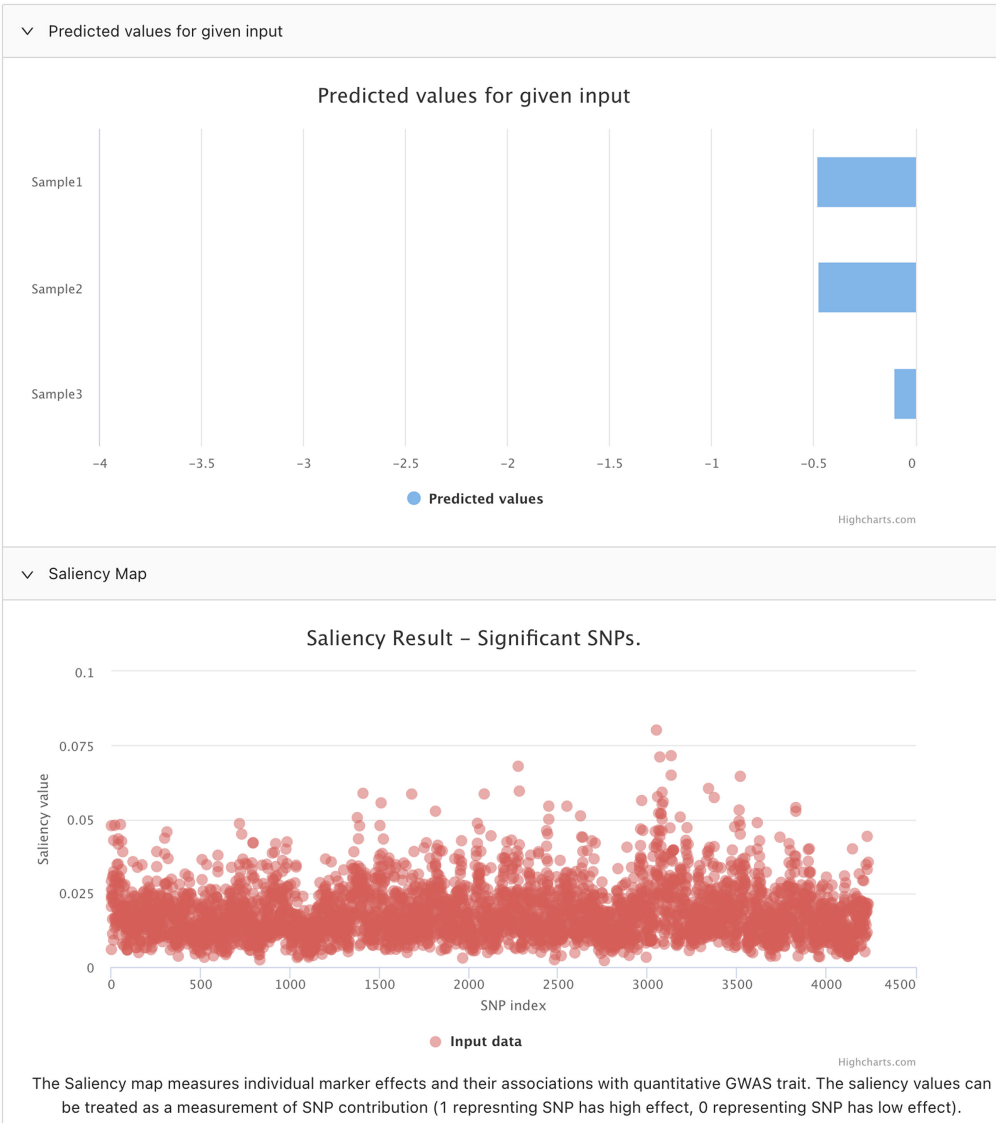 Predicted values for given input
Predicted values for given input
Sample1
Sample2
Sample3
−4 −3.5 −3 −2.5 −2 −1.5 −1 −0.5 0
Predicted values
Highcharts.com
Saliency Map
Saliency Result – Significant SNPs.
Saliency value
0.1
0.075
0.05
0.025
0
0 500 1000 1500 2000 2500 3000 3500 4000 4500
SNP index
Input data
Highcharts.com
The Saliency map measures individual marker effects and their associations with quantitative GWAS trait. The saliency values can
be treated as a measurement of SNP contribution (1 represnting SNP has high effect, 0 representing SNP has low effect).